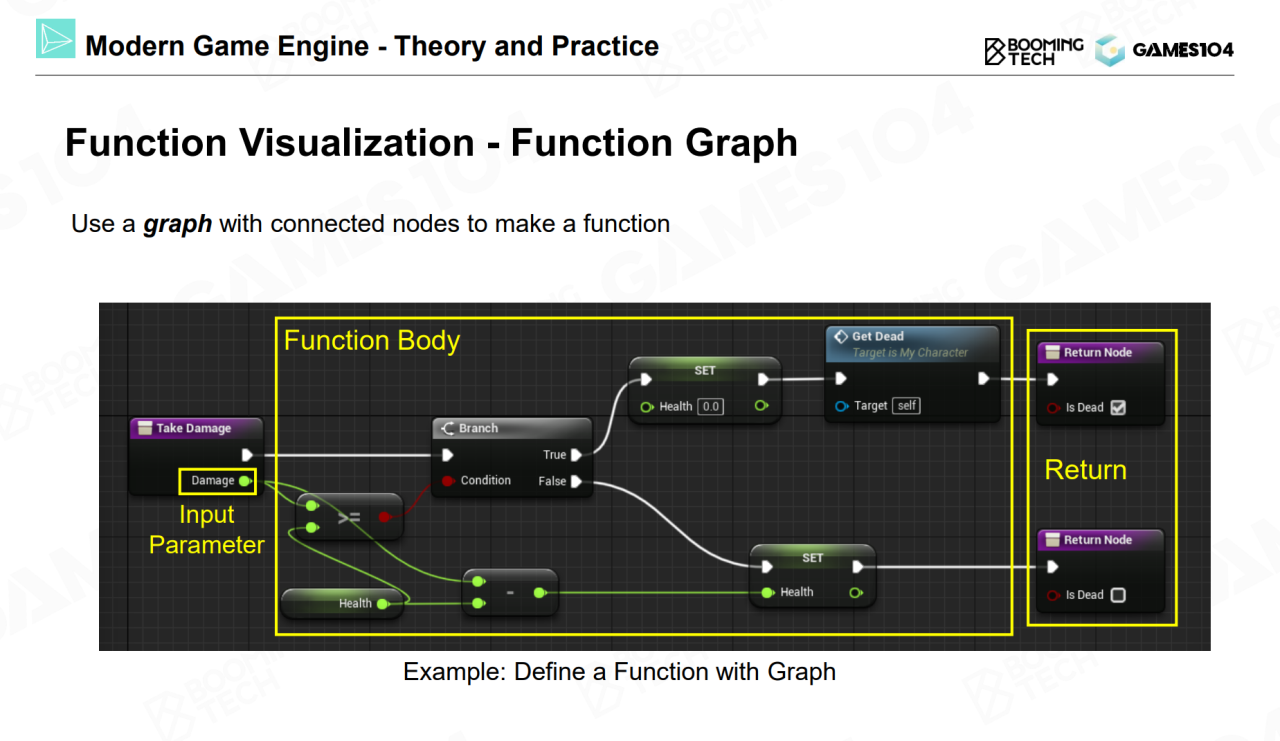 Modern Game Engine - Theory and Practice
BOOMING
TECH
GAMES104
Function Visualization - Function Graph
Use a graph with connected nodes to make a function
Function Body
Get Dead
Target is My Character
SET
Health 0.0
Target self
Return Node
Is Dead
Take Damage
Damage
Input
Parameter
Branch
True
Condition False
>=
Return
Health
-
SET
Health
Return Node
Is Dead
Example: Define a Function with Graph